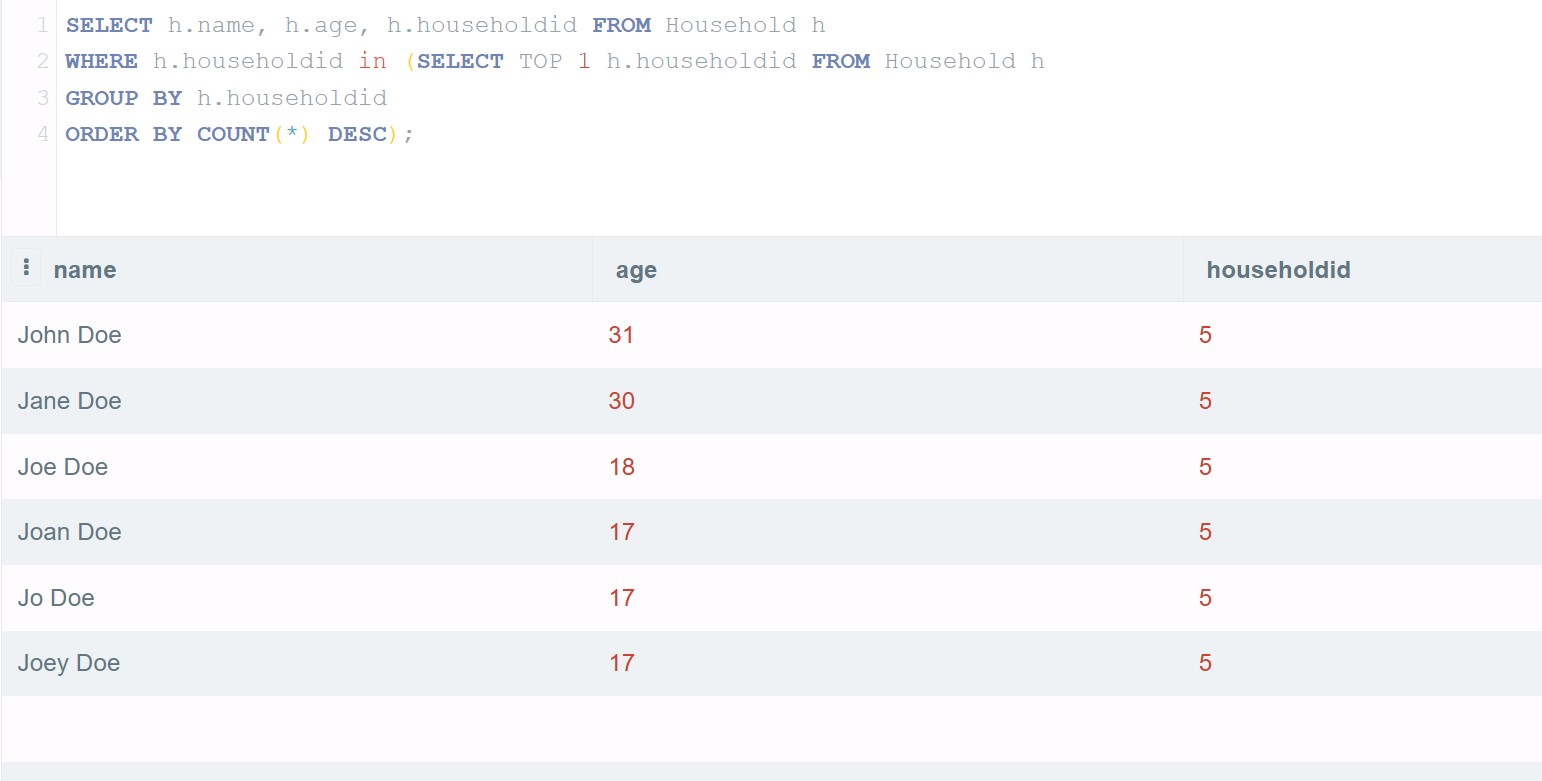 1 SELECT h.name, h.age, h.householdid FROM Household h
2 WHERE h.householdid in (SELECT TOP 1 h.householdid FROM Household h
3 GROUP BY h.householdid
4 ORDER BY COUNT(*) DESC);
name age householdid
John Doe 31 5
Jane Doe 30 5
Joe Doe 18 5
Joan Doe 17 5
Jo Doe 17 5
Joey Doe 17 5